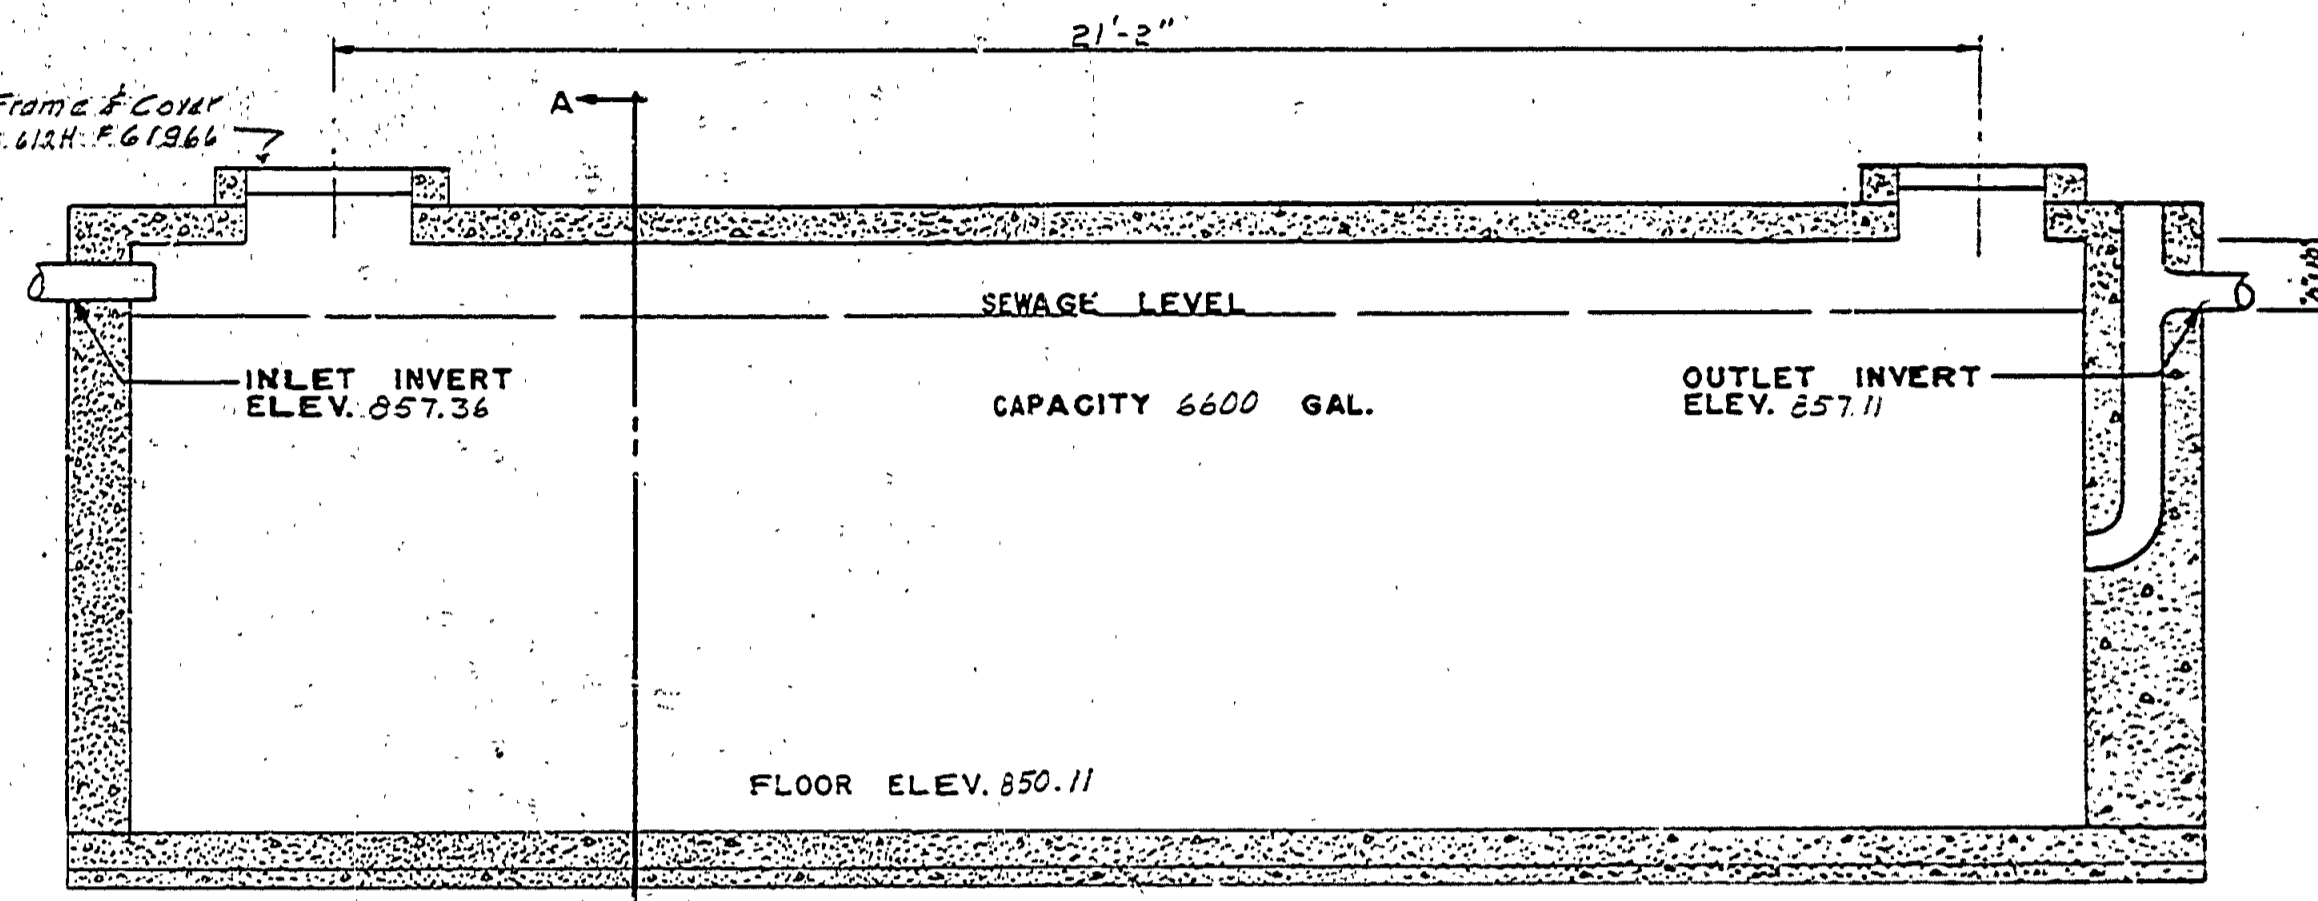 21'-2"
Frame & Cover
612H F61966
A
SEWAGE LEVEL
INLET INVERT
ELEV. 857.36
CAPACITY 6600 GAL.
OUTLET INVERT
ELEV. 857.11
FLOOR ELEV. 850.11